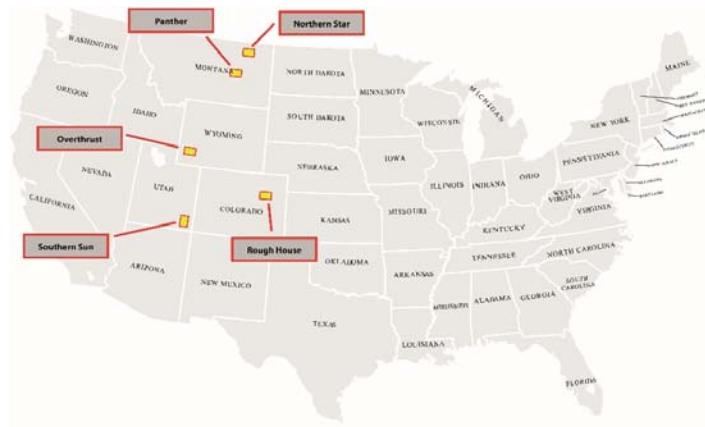 Panther
Northern Star
WASHINGTON
MONTANA
NORTH DAKOTA
MINNESOTA
MICHIGAN
MAINE
OREGON
IDAHO
SOUTH DAKOTA
WISCONSIN
NEW YORK
Overthrust
WYOMING
NEBRASKA
IOWA
PENNSYLVANIA
NEVADA
UTAH
COLORADO
ILLINOIS
INDIANA
OHIO
WEST
VIRGINIA
VIRGINIA
CALIFORNIA
KANSAS
MISSOURI
KENTUCKY
Southern Sun
Rough House
ARIZONA
NEW MEXICO
OKLAHOMA
ARKANSAS
TENNESSEE
NORTH CAROLINA
SOUTH
CAROLINA
MISSISSIPPI
ALABAMA
GEORGIA
TEXAS
LOUISIANA
FLORIDA